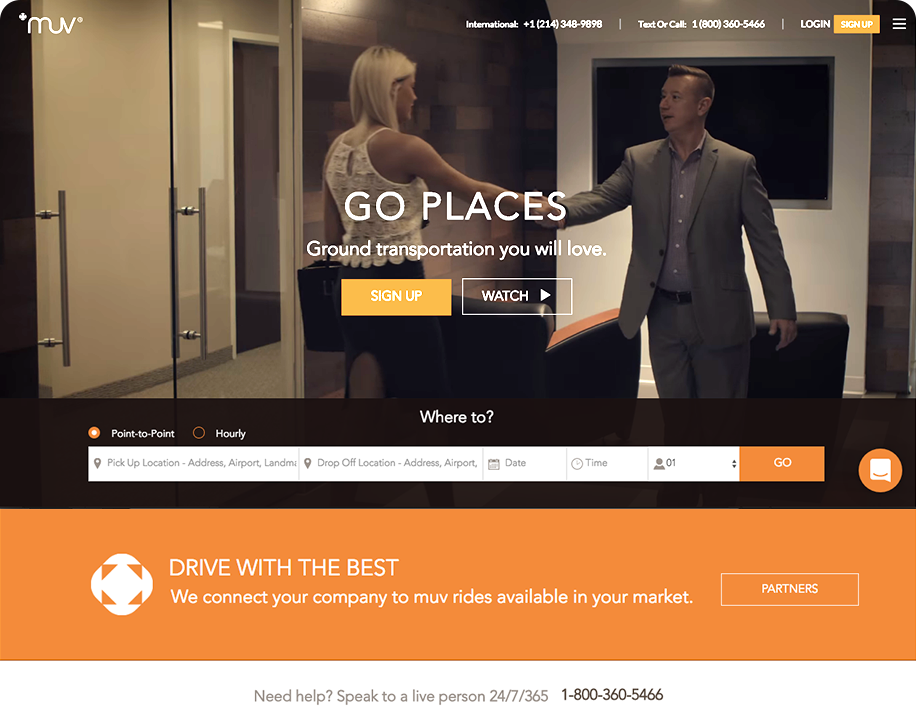 muv
International: +1 (214) 348-9898 | Text Or Call: 1 (800) 360-5466 | LOGIN SIGN UP
GO PLACES
Ground transportation you will love.
SIGN UP WATCH
Where to?
Point-to-Point Hourly
Pick Up Location - Address, Airport, Landma Drop Off Location - Address, Airport, Date Time 01 GO
DRIVE WITH THE BEST
We connect your company to muv rides available in your market.
PARTNERS
Need help? Speak to a live person 24/7/365 1-800-360-5466